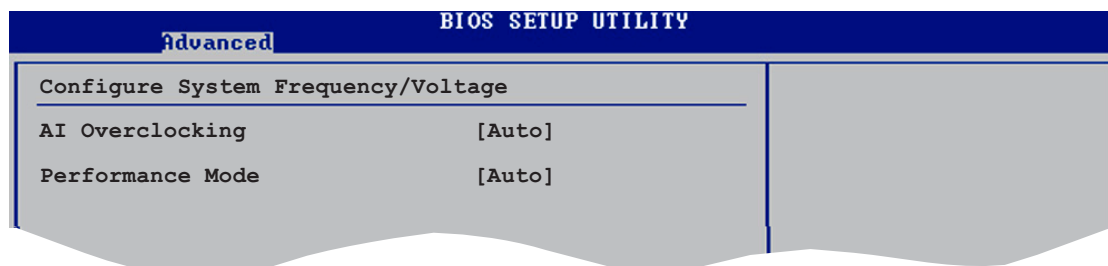 BIOS SETUP UTILITY
Advanced
Configure System Frequency/Voltage
AI Overclocking [Auto]
Performance Mode [Auto]